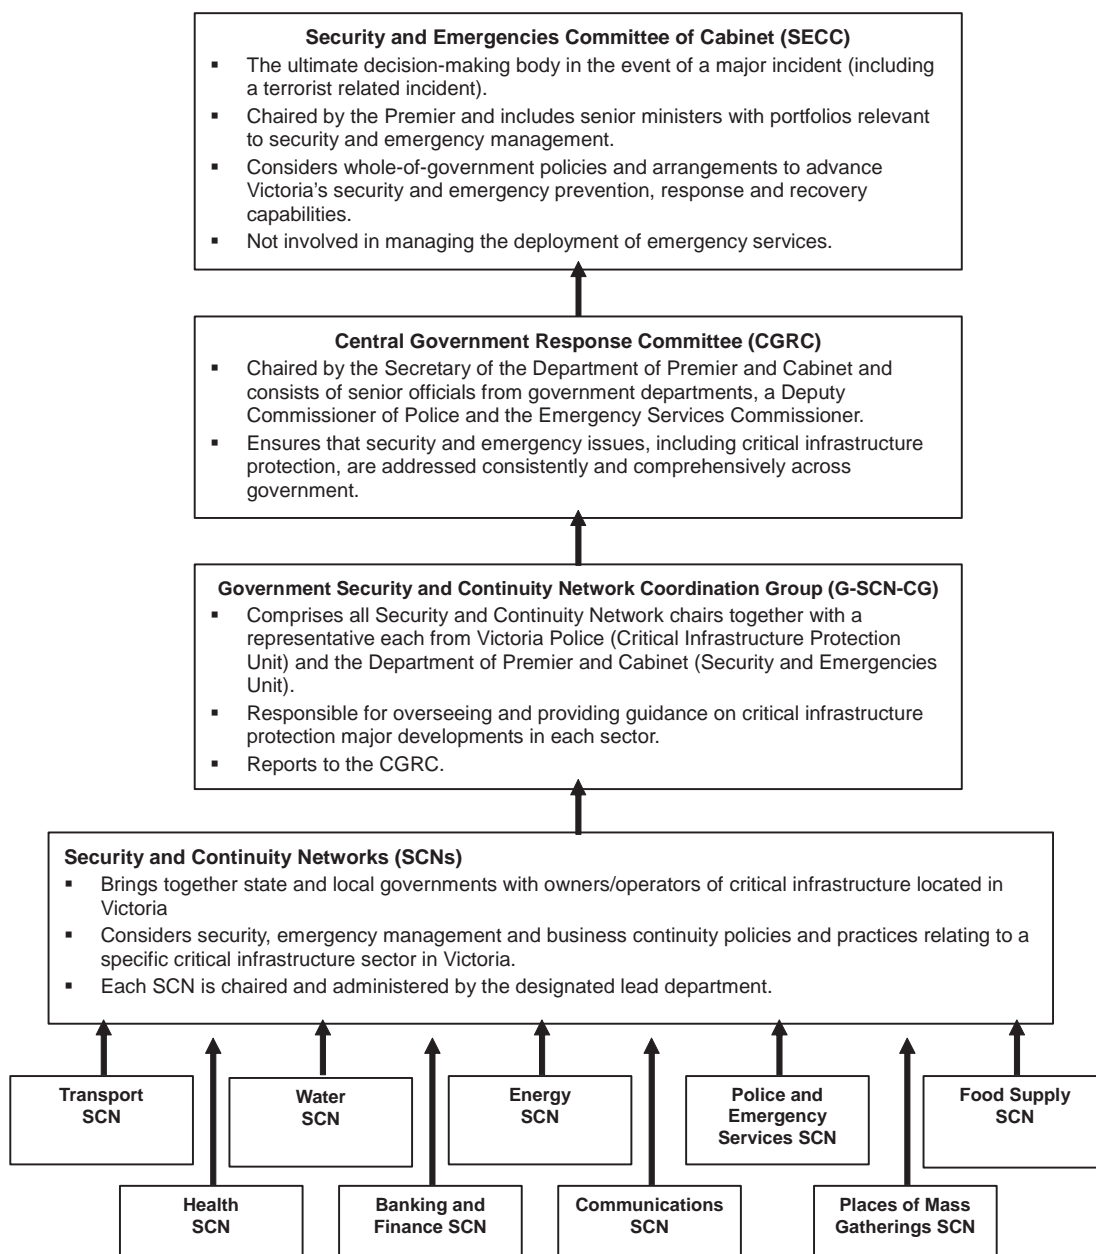 Security and Emergencies Committee of Cabinet (SECC)
▪ The ultimate decision-making body in the event of a major incident (including
a terrorist related incident).
▪ Chaired by the Premier and includes senior ministers with portfolios relevant
to security and emergency management.
▪ Considers whole-of-government policies and arrangements to advance
Victoria's security and emergency prevention, response and recovery
capabilities.
▪ Not involved in managing the deployment of emergency services.
Central Government Response Committee (CGRC)
▪ Chaired by the Secretary of the Department of Premier and Cabinet and
consists of senior officials from government departments, a Deputy
Commissioner of Police and the Emergency Services Commissioner.
▪ Ensures that security and emergency issues, including critical infrastructure
protection, are addressed consistently and comprehensively across
government.
Government Security and Continuity Network Coordination Group (G-SCN-CG)
▪ Comprises all Security and Continuity Network chairs together with a
representative each from Victoria Police (Critical Infrastructure Protection
Unit) and the Department of Premier and Cabinet (Security and Emergencies
Unit).
▪ Responsible for overseeing and providing guidance on critical infrastructure
protection major developments in each sector.
▪ Reports to the CGRC.
Security and Continuity Networks (SCNs)
▪ Brings together state and local governments with owners/operators of critical infrastructure located in
Victoria
▪ Considers security, emergency management and business continuity policies and practices relating to a
specific critical infrastructure sector in Victoria.
▪ Each SCN is chaired and administered by the designated lead department.
Transport
SCN
Water
SCN
Energy
SCN
Police and
Emergency
Services SCN
Food Supply
SCN
Health
SCN
Banking and
Finance SCN
Communications
SCN
Places of Mass
Gatherings SCN